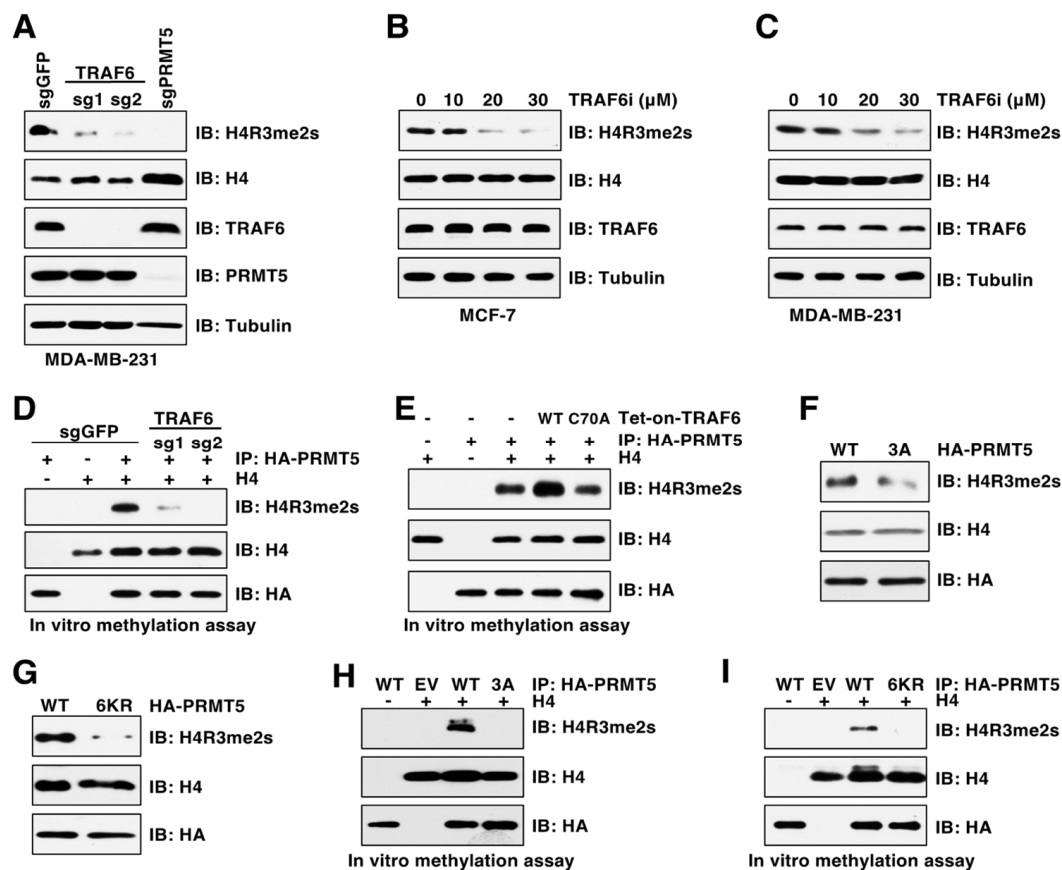 A
sgGFP
TRAF6
sg1 sg2
sgPRMT5
IB: H4R3me2s
IB: H4
IB: TRAF6
IB: PRMT5
IB: Tubulin
MDA-MB-231
B
0 10 20 30 TRAF6i (μM)
IB: H4R3me2s
IB: H4
IB: TRAF6
IB: Tubulin
MCF-7
C
0 10 20 30 TRAF6i (μM)
IB: H4R3me2s
IB: H4
IB: TRAF6
IB: Tubulin
MDA-MB-231
D
sgGFP
TRAF6
sg1 sg2
+ - + + + IP: HA-PRMT5
- + + + + H4
IB: H4R3me2s
IB: H4
IB: HA
In vitro methylation assay
E
- - - WT C70A Tet-on-TRAF6
- + + + + IP: HA-PRMT5
+ - + + + H4
IB: H4R3me2s
IB: H4
IB: HA
In vitro methylation assay
F
WT 3A HA-PRMT5
IB: H4R3me2s
IB: H4
IB: HA
G
WT 6KR HA-PRMT5
IB: H4R3me2s
IB: H4
IB: HA
H
WT EV WT 3A IP: HA-PRMT5
- + + + H4
IB: H4R3me2s
IB: H4
IB: HA
In vitro methylation assay
I
WT EV WT 6KR IP: HA-PRMT5
- + + + H4
IB: H4R3me2s
IB: H4
IB: HA
In vitro methylation assay